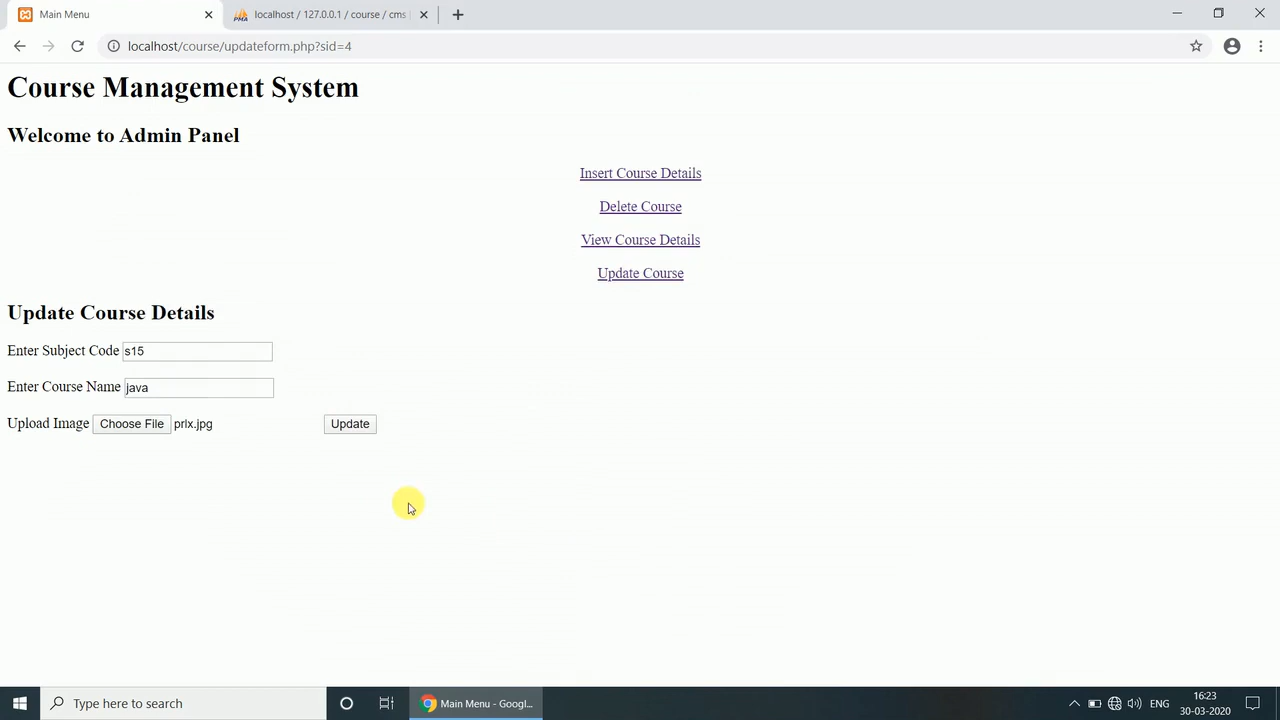 Main Menu
localhost / 127.0.0.1 / course / cms
localhost/course/updateform.php?sid=4
Course Management System
Welcome to Admin Panel
Insert Course Details
Delete Course
View Course Details
Update Course
Update Course Details
Enter Subject Code s15
Enter Course Name java
Upload Image Choose File prlx.jpg Update
Type here to search
Main Menu - Googl...
ENG
16:23
30-03-2020